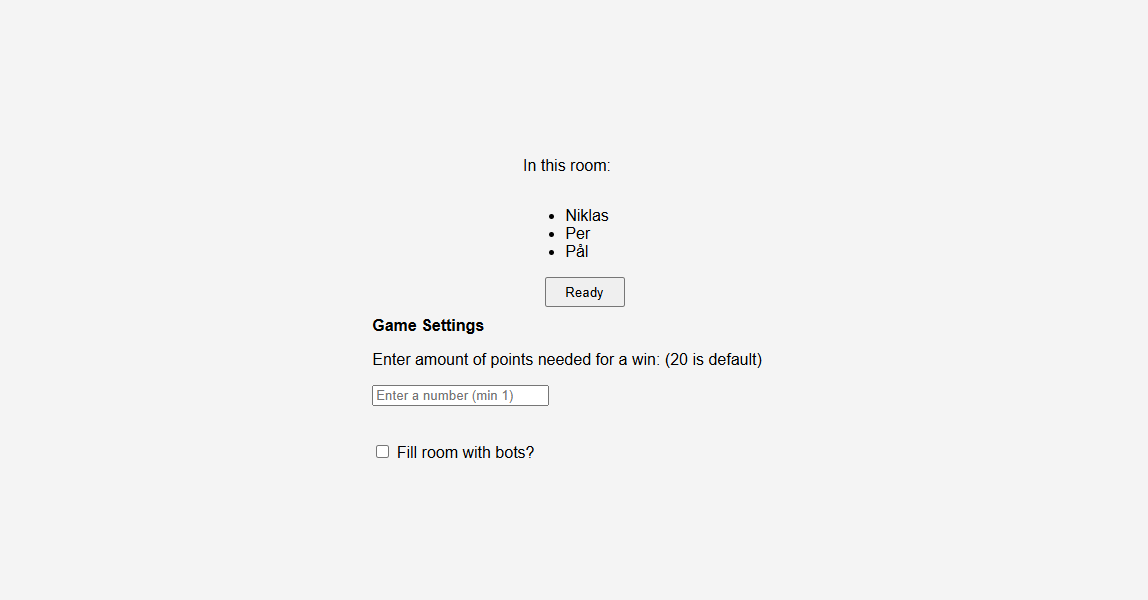 In this room:
Niklas
Per
Pål
Ready
Game Settings
Enter amount of points needed for a win: (20 is default)
Enter a number (min 1)
Fill room with bots?